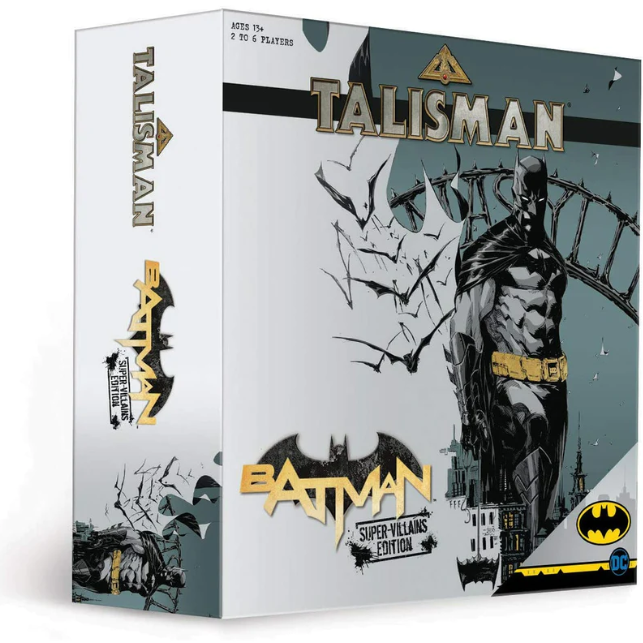 AGES 13+
2 TO 6 PLAYERS
TALISMAN
BATMAN
SUPER-VILLAINS
EDITION
DC
TALISMAN
BATMAN
SUPER-VILLAINS
EDITION